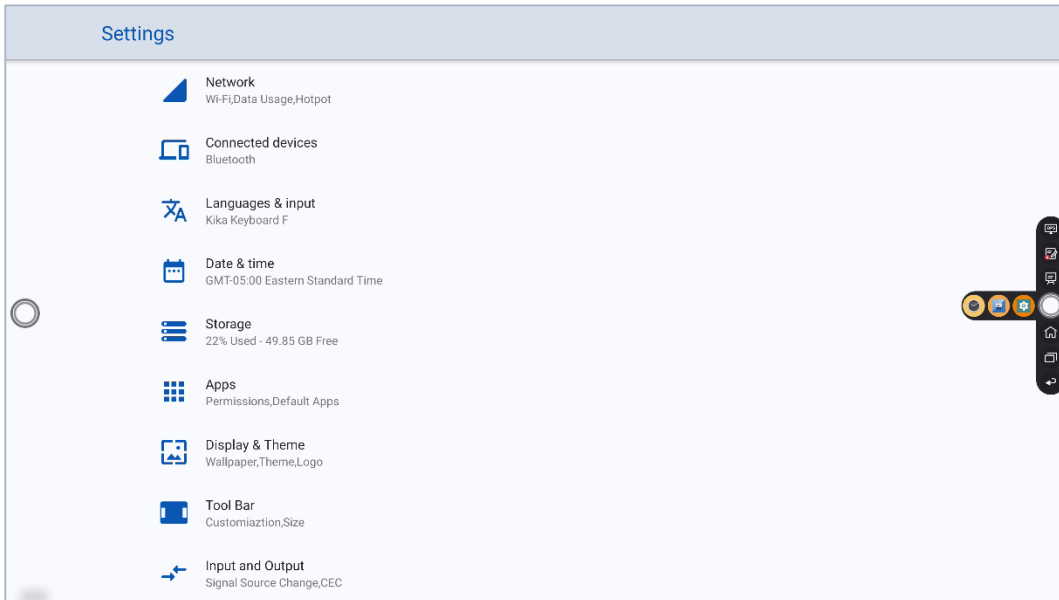 Settings
Network
Wi-Fi,Data Usage,Hotpot
Connected devices
Bluetooth
Languages & input
Kika Keyboard F
Date & time
GMT-05:00 Eastern Standard Time
Storage
22% Used - 49.85 GB Free
Apps
Permissions,Default Apps
Display & Theme
Wallpaper,Theme,Logo
Tool Bar
Customiaztion,Size
Input and Output
Signal Source Change,CEC